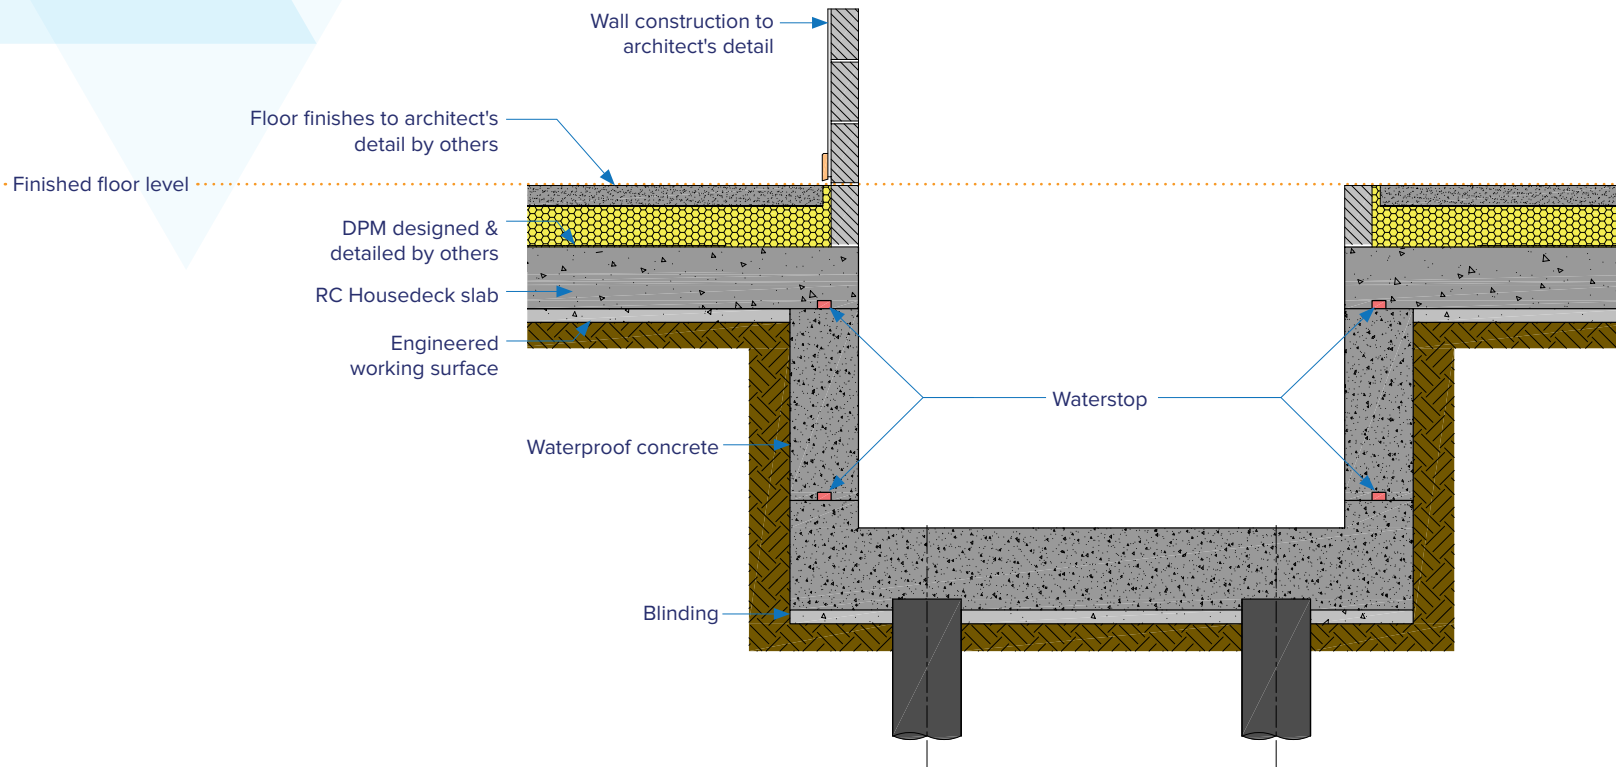 Wall construction to
architect's detail
Floor finishes to architect's
detail by others
Finished floor level
DPM designed &
detailed by others
RC Housedeck slab
Engineered
working surface
Waterstop
Waterproof concrete
Blinding